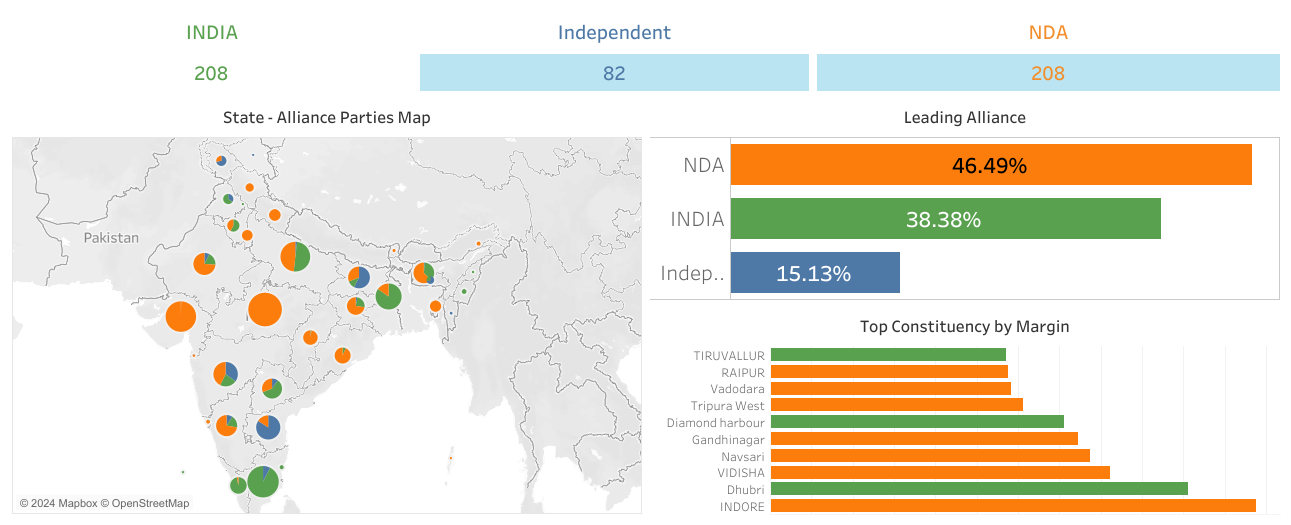 INDIA
Independent
NDA
208
82
208
State - Alliance Parties Map
Leading Alliance
Pakistan
© 2024 Mapbox © OpenStreetMap
NDA
46.49%
INDIA
38.38%
Indep..
15.13%
Top Constituency by Margin
TIRUVALLUR
RAIPUR
Vadodara
Tripura West
Diamond harbour
Gandhinagar
Navsari
VIDISHA
Dhubri
INDORE